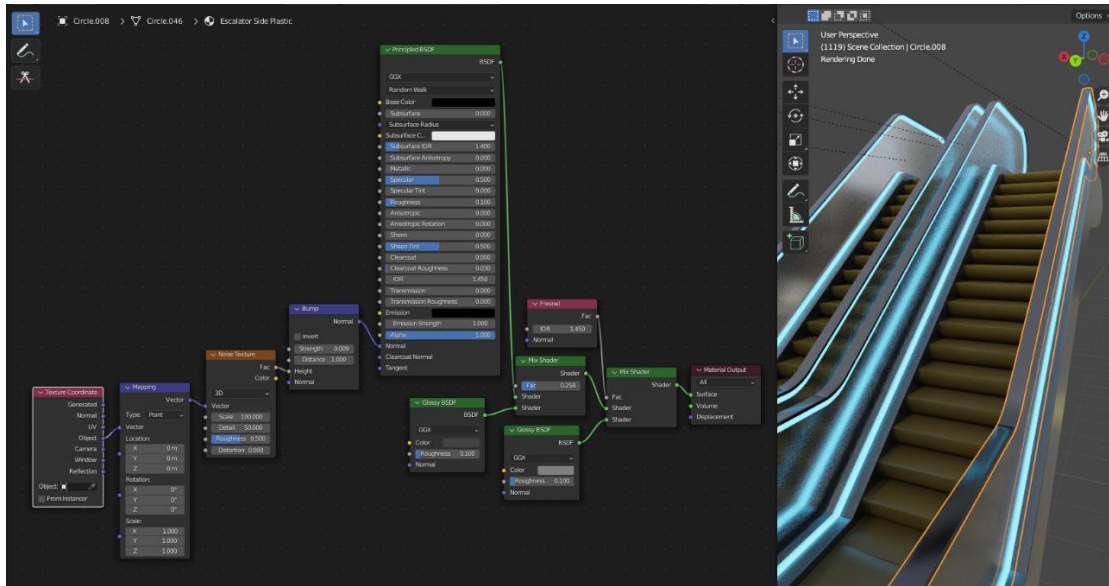 Circle.008 > Circle.046 > Escalator Side Plastic
Options
User Perspective
(1119) Scene Collection | Circle.008
Rendering Done
Z
Y
Principled BSDF
BSDF
GGX
Random Walk
Base Color
Subsurface 0.000
Subsurface Radius
Subsurface C...
Subsurface IOR 1.400
Subsurface Anisotropy 0.000
Metallic 0.000
Specular 0.500
Specular Tint 0.000
Roughness 0.100
Anisotropic 0.000
Anisotropic Rotation 0.000
Sheen 0.000
Sheen Tint 0.500
Clearcoat 0.000
Clearcoat Roughness 0.030
IOR 1.450
Transmission 0.000
Transmission Roughness 0.000
Emission
Emission Strength 1.000
Alpha 1.000
Normal
Clearcoat Normal
Tangent
Texture Coordinate
Generated
Normal
UV
Object
Camera
Window
Reflection
Object:
From Instancer
Mapping
Vector
Type: Point
Vector
Location:
X 0 m
Y 0 m
Z 0 m
Rotation:
X 0°
Y 0°
Z 0°
Scale:
X 1.000
Y 1.000
Z 1.000
Noise Texture
Fac
Color
3D
Vector
Scale 100.000
Detail 50.000
Roughness 0.500
Distortion 0.000
Bump
Normal
Invert
Strength 0.009
Distance 1.000
Height
Normal
Glossy BSDF
BSDF
GGX
Color
Roughness 0.100
Normal
Glossy BSDF
BSDF
GGX
Color
Roughness 0.100
Normal
Fresnel
Fac
IOR 1.450
Normal
Mix Shader
Shader
Fac 0.258
Shader
Shader
Mix Shader
Shader
Fac
Shader
Shader
Material Output
All
Surface
Volume
Displacement